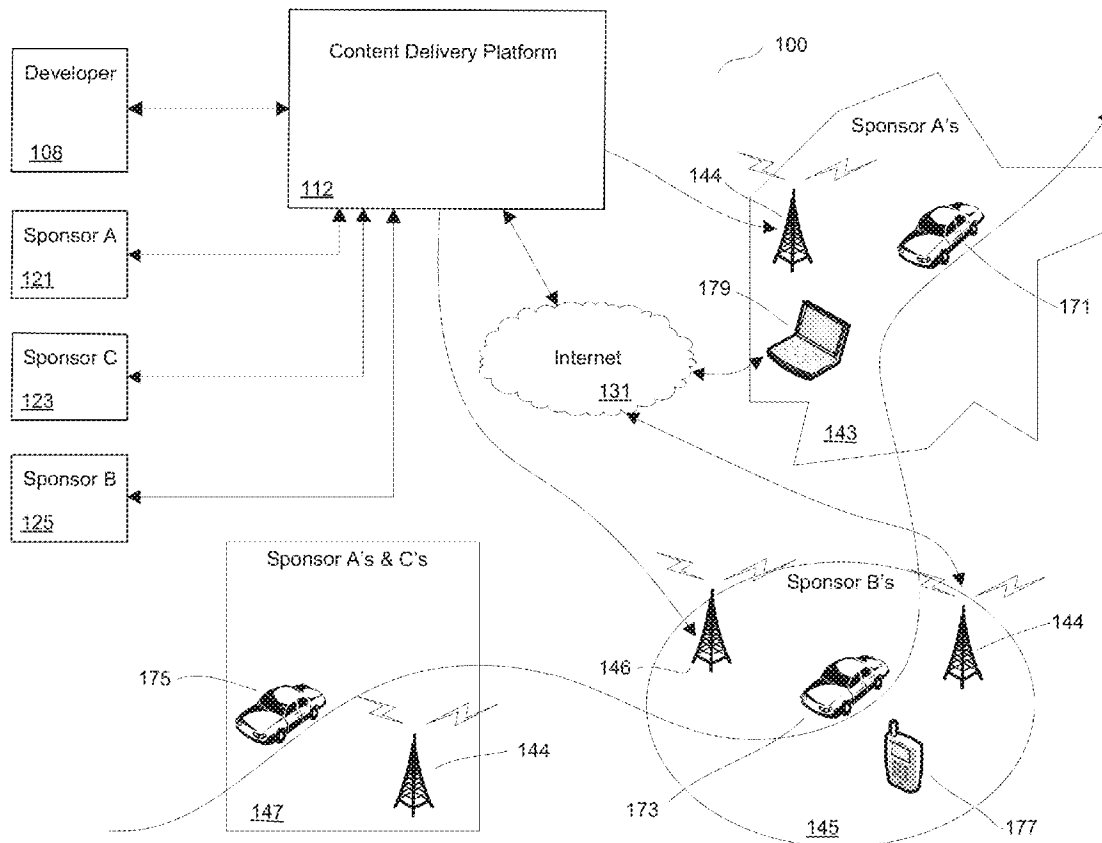 Developer
108
Content Delivery Platform
112
100
Sponsor A
121
Sponsor C
123
Sponsor B
125
Internet
131
Sponsor A's
144
179
171
143
Sponsor A's & C's
175
144
147
Sponsor B's
146
144
173
177
145